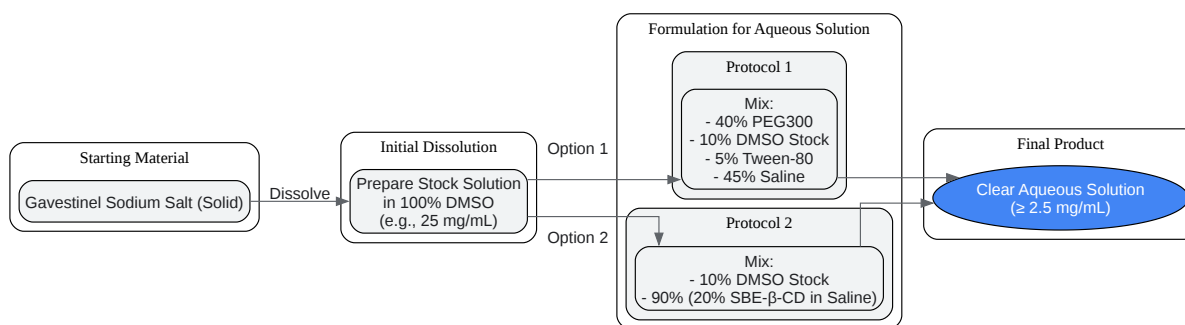 Starting Material
Gavestinel Sodium Salt (Solid)
Dissolve
Initial Dissolution
Prepare Stock Solution
in 100% DMSO
(e.g., 25 mg/mL)
Option 1
Option 2
Formulation for Aqueous Solution
Protocol 1
Mix:
- 40% PEG300
- 10% DMSO Stock
- 5% Tween-80
- 45% Saline
Protocol 2
Mix:
- 10% DMSO Stock
- 90% (20% SBE-β-CD in Saline)
Final Product
Clear Aqueous Solution
(≥ 2.5 mg/mL)